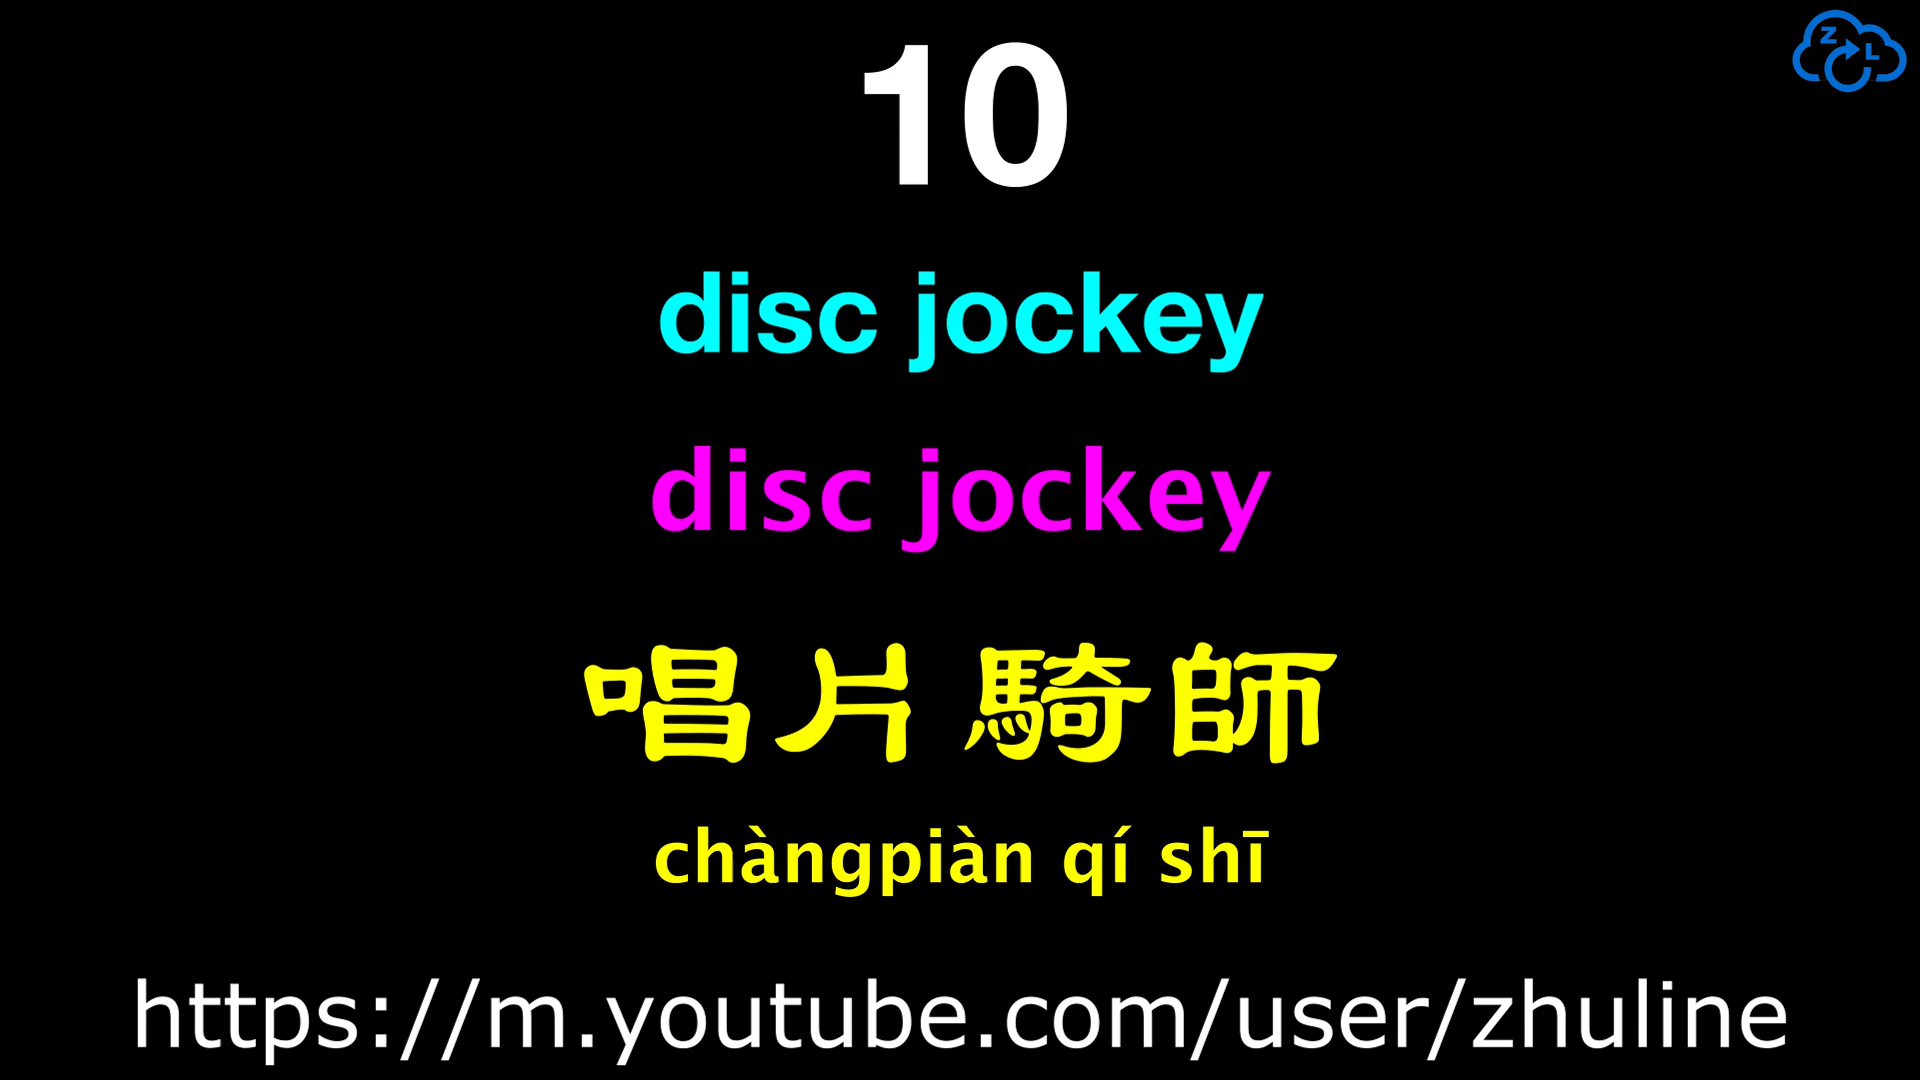 Z L
10
disc jockey
disc jockey
唱片騎師
chàngpiàn qí shī
https://m.youtube.com/user/zhuline